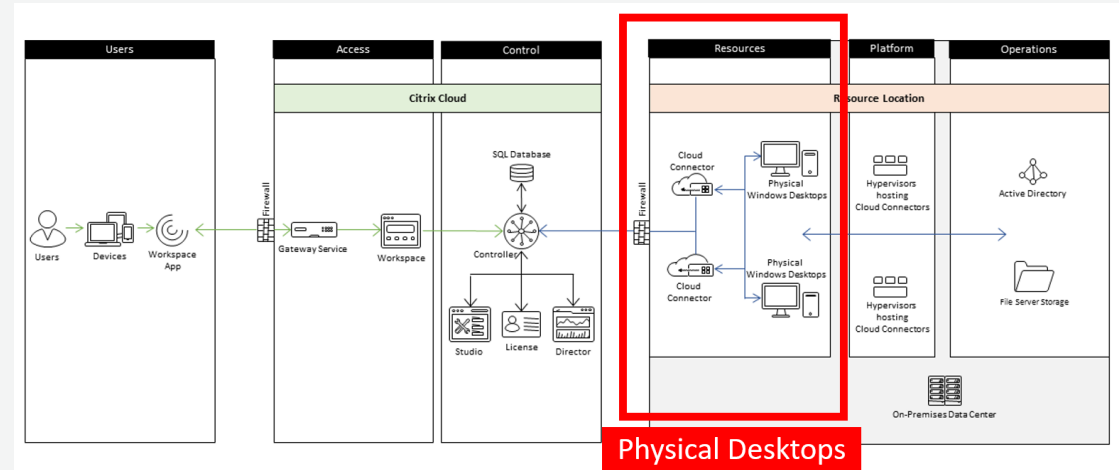 Users
Access
Control
Resources
Platform
Operations
Citrix Cloud
Resource Location
Firewall
Users
Devices
Workspace
App
Gateway Service
Workspace
SQL Database
Controller
Studio
License
Director
Firewall
Cloud
Connector
Cloud
Connector
Physical
Windows Desktops
Physical
Windows Desktops
Hypervisors
hosting
Cloud Connectors
Hypervisors
hosting
Cloud Connectors
Active Directory
File Server Storage
On-Premises Data Center
Physical Desktops